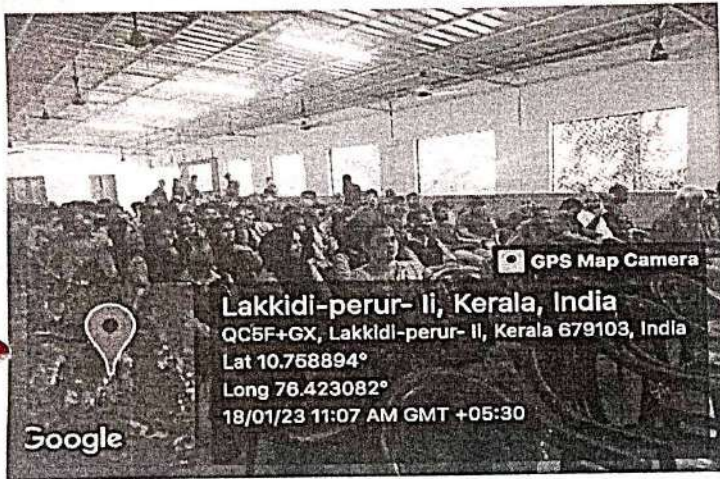 GPS Map Camera
Lakkidi-perur- Ii, Kerala, India
QC5F+GX, Lakkidi-perur- II, Kerala 679103, India
Lat 10.758894°
Long 76.423082°
18/01/23 11:07 AM GMT +05:30
Google